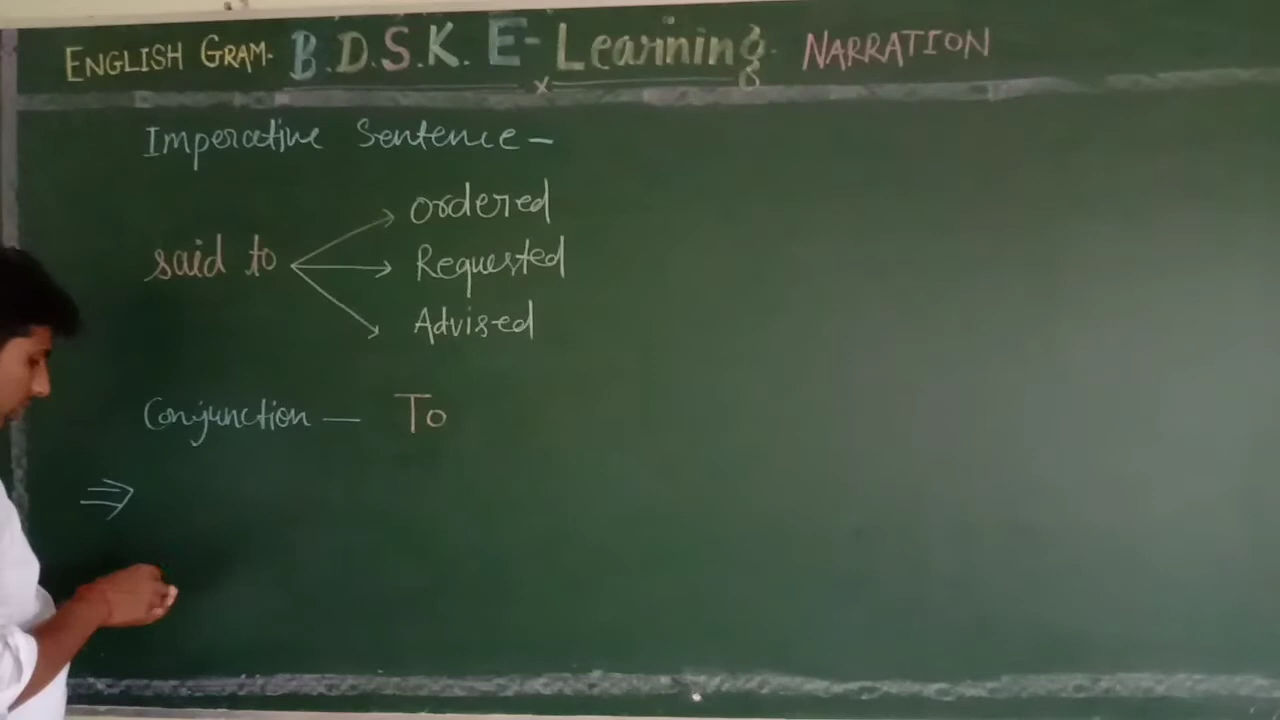 ENGLISH GRAM. B.D.S.K. E-Learning. NARRATION
Imperative Sentence -
said to
ordered
Requested
Advised
Conjunction - To